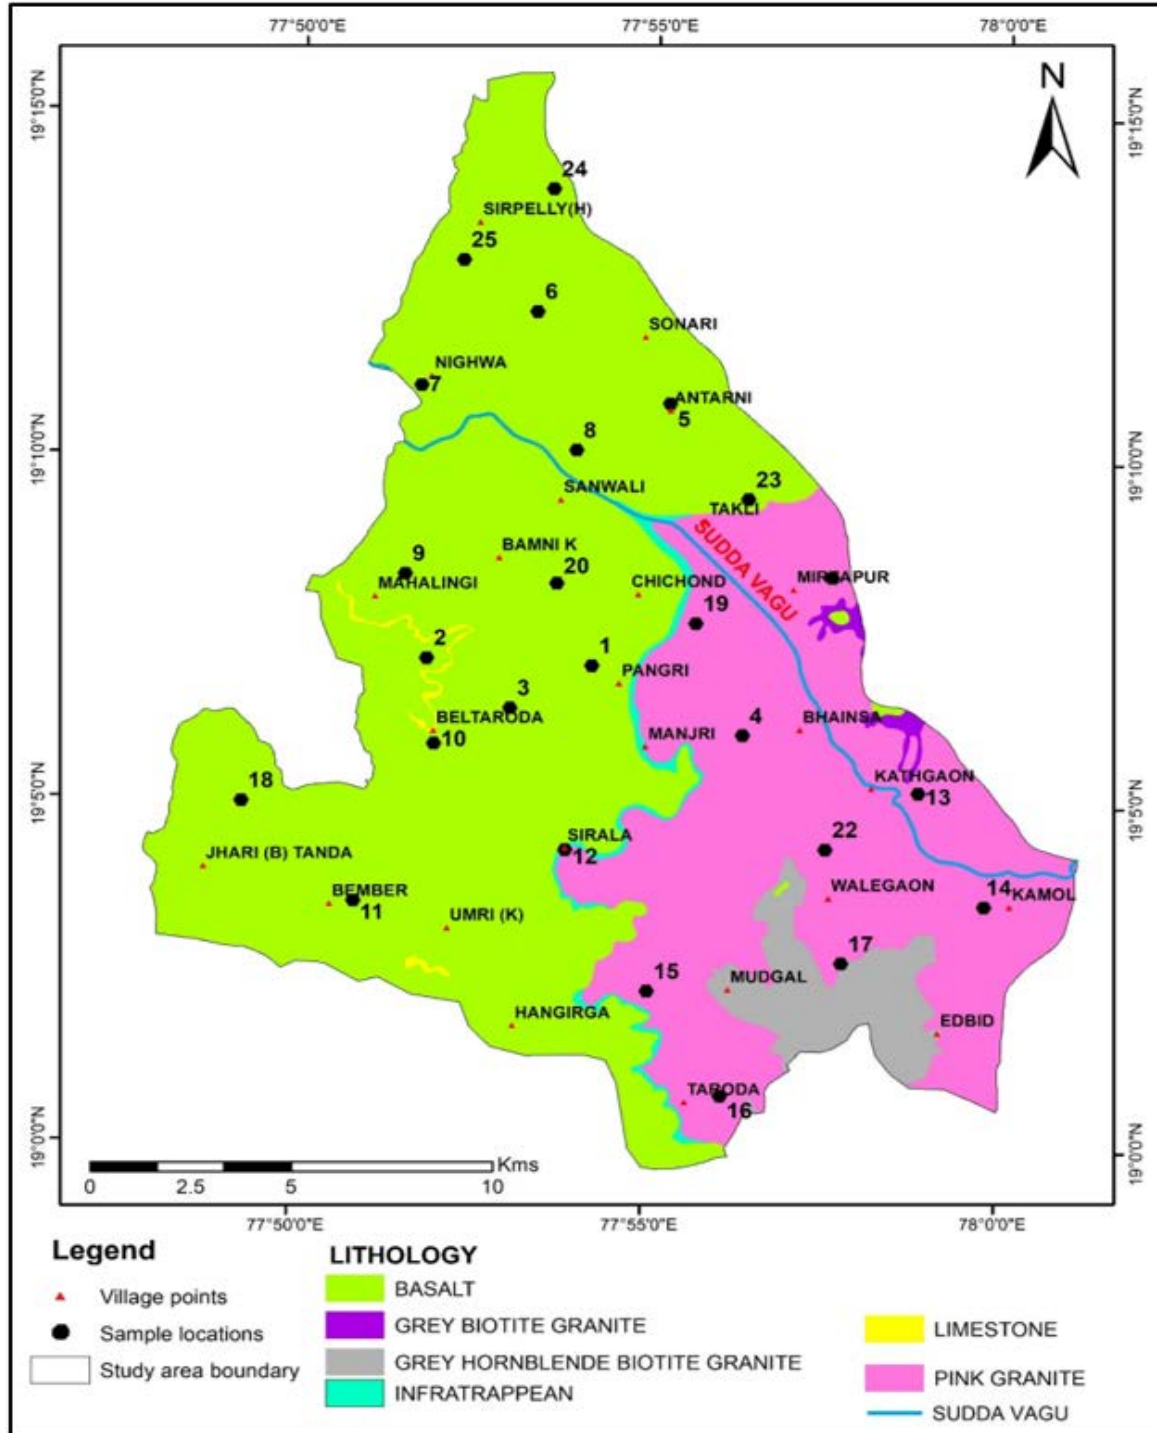 77°50'0"E 77°55'0"E 78°0'0"E
N
19°15'0"N 19°15'0"N
24
SIRPELLY(H)
25
6
SONARI
NIGHWA
7
ANTARNI
5
8
19°10'0"N 19°10'0"N
SANWALI
23
TAKLI
SUDDA VAGU
BAMNI K
9
20
MAHALINGI
CHICHOND
MIRZAPUR
19
2
1
PANGRI
3
BELTARODA
10
MANJRI
4
BHAINSA
KATHGAON
13
18
19°5'0"N 19°5'0"N
SIRALA
12
22
JHARI (B) TANDA
BEMBER
11
UMRI (K)
WALEGAON
14
KAMOL
17
15
MUDGAL
HANGIRGA
EDBID
TARODA
16
19°0'0"N 19°0'0"N
Kms
0 2.5 5 10
77°50'0"E 77°55'0"E 78°0'0"E
Legend
Village points
Sample locations
Study area boundary
LITHOLOGY
BASALT
GREY BIOTITE GRANITE
GREY HORNBLENDE BIOTITE GRANITE
INFRATRAPPEAN
LIMESTONE
PINK GRANITE
SUDDA VAGU